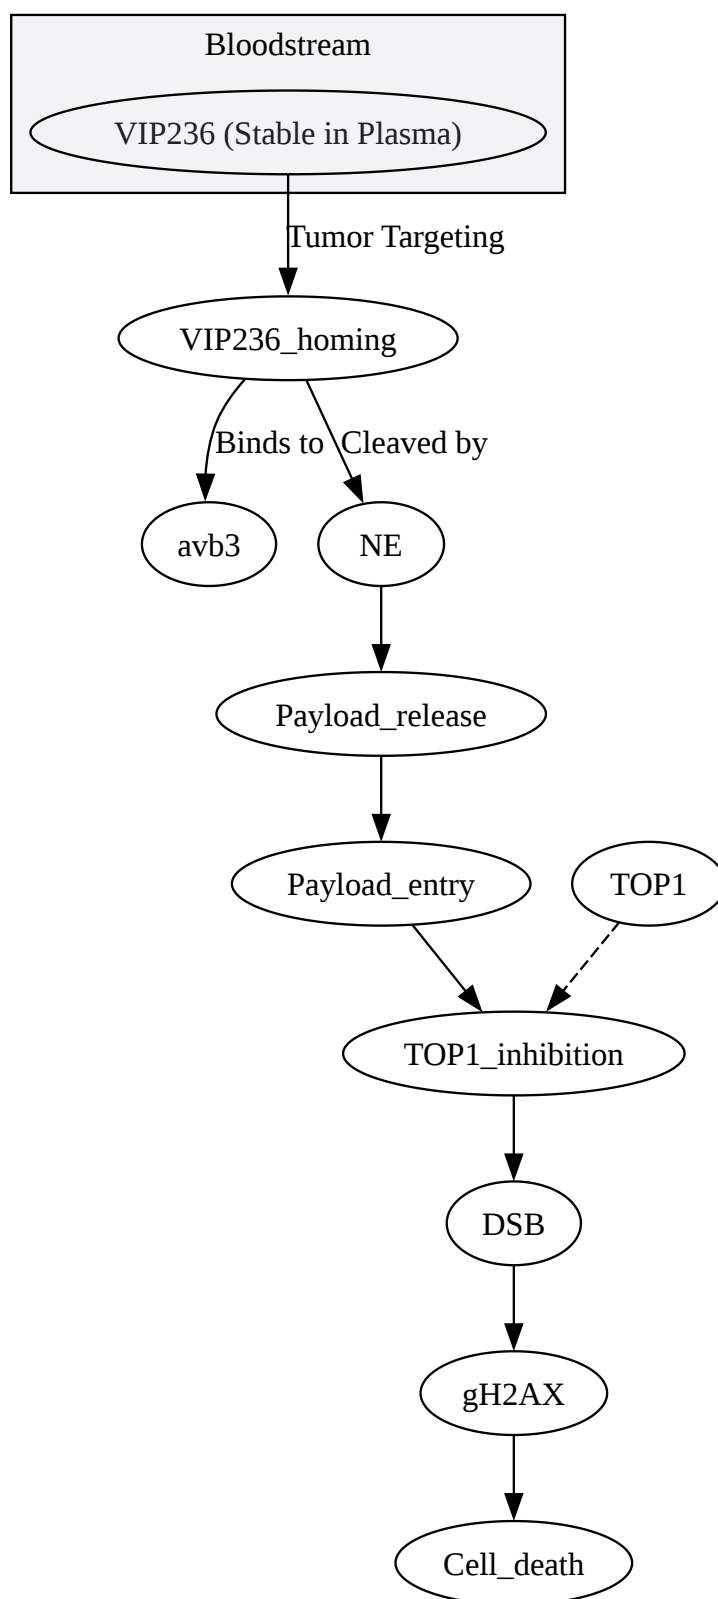 Bloodstream
VIP236 (Stable in Plasma)
Tumor Targeting
VIP236_homing
Binds to
Cleaved by
avb3
NE
Payload_release
Payload_entry
TOP1
TOP1_inhibition
DSB
gH2AX
Cell_death